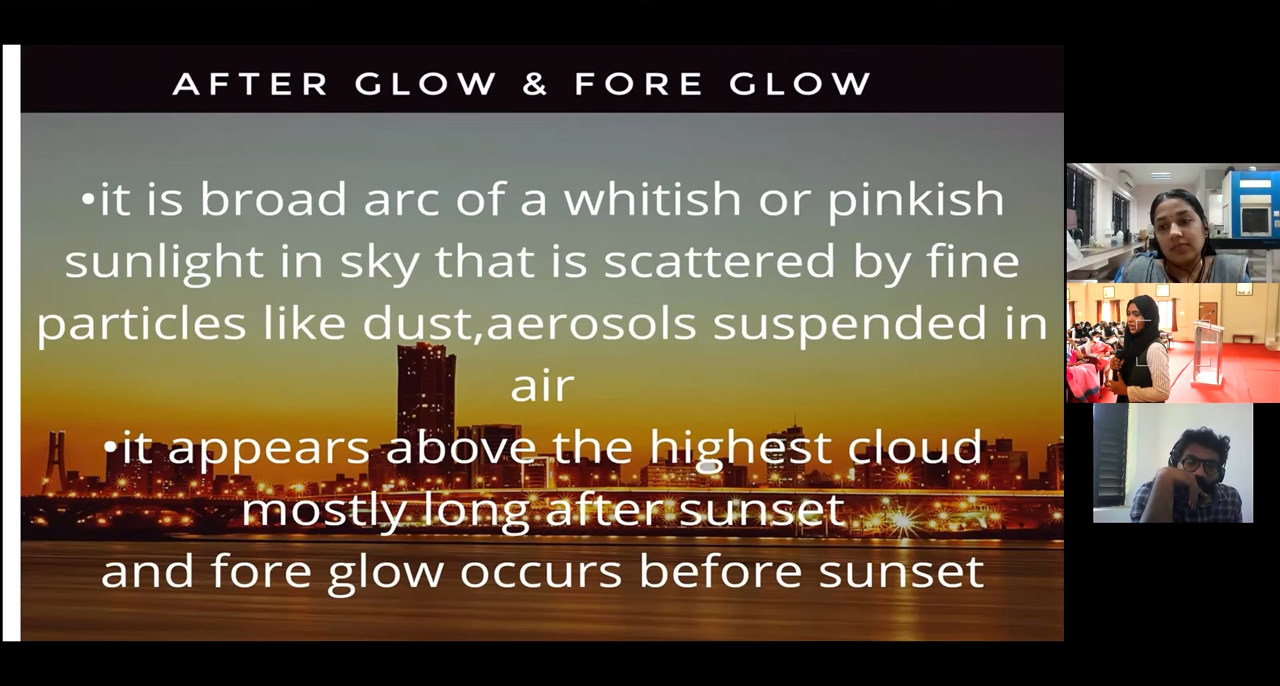 AFTER GLOW & FORE GLOW
•it is broad arc of a whitish or pinkish
sunlight in sky that is scattered by fine
particles like dust,aerosols suspended in
air
•it appears above the highest cloud
mostly long after sunset
and fore glow occurs before sunset